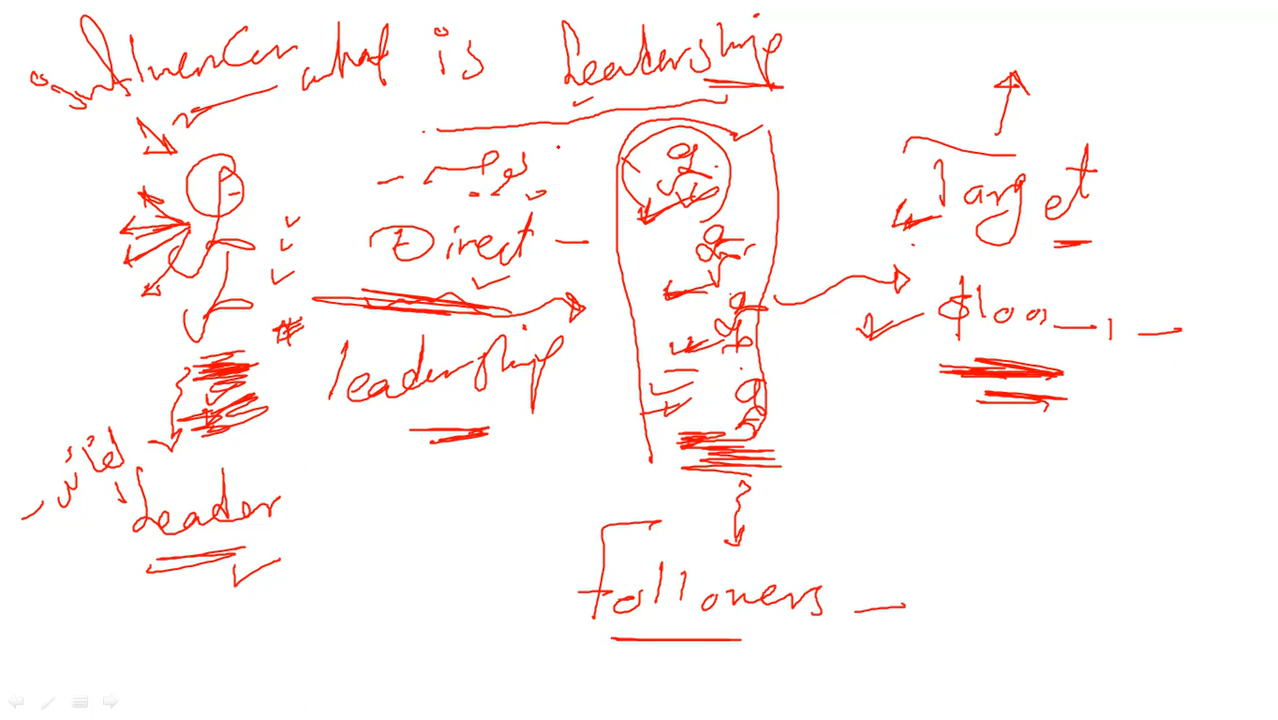 influencer what is Leadership
Target
Direct
$100
leadership
Leader
followers